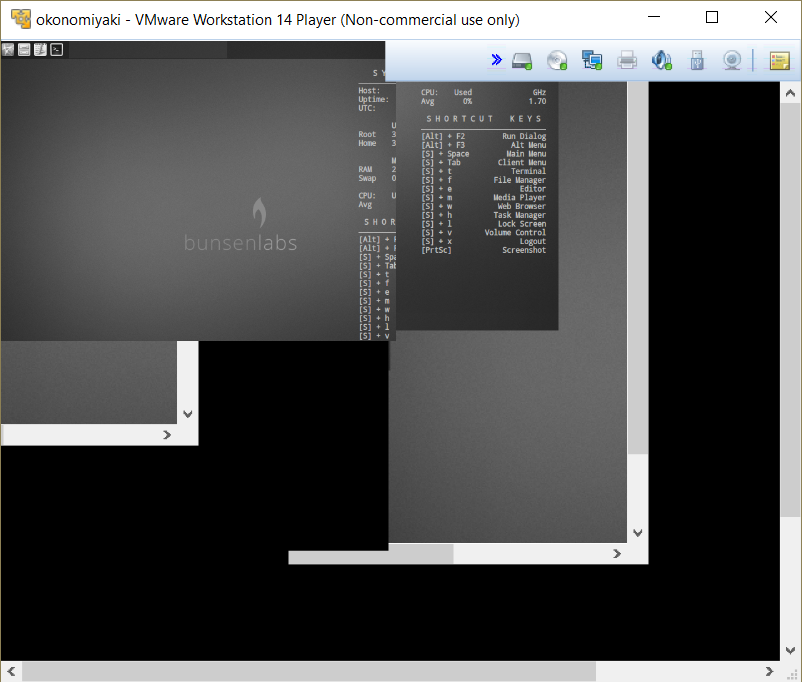 okonomiyaki - VMware Workstation 14 Player (Non-commercial use only)
S Y
Host:
Uptime:
UTC:
U
Root 3
Home 3
M
RAM 2
Swap 0
CPU: U
Avg
S H O R
[Alt] + F
[Alt] + F
[S] + Spa
[S] + Tab
[S] + t
[S] + f
[S] + e
[S] + m
[S] + w
[S] + h
[S] + l
[S] + v
bunsenlabs
CPU: Used GHz
Avg 0% 1.70
SHORTCUT KEYS
[Alt] + F2 Run Dialog
[Alt] + F3 Alt Menu
[S] + Space Main Menu
[S] + Tab Client Menu
[S] + t Terminal
[S] + f File Manager
[S] + e Editor
[S] + m Media Player
[S] + w Web Browser
[S] + h Task Manager
[S] + l Lock Screen
[S] + v Volume Control
[S] + x Logout
[PrtSc] Screenshot